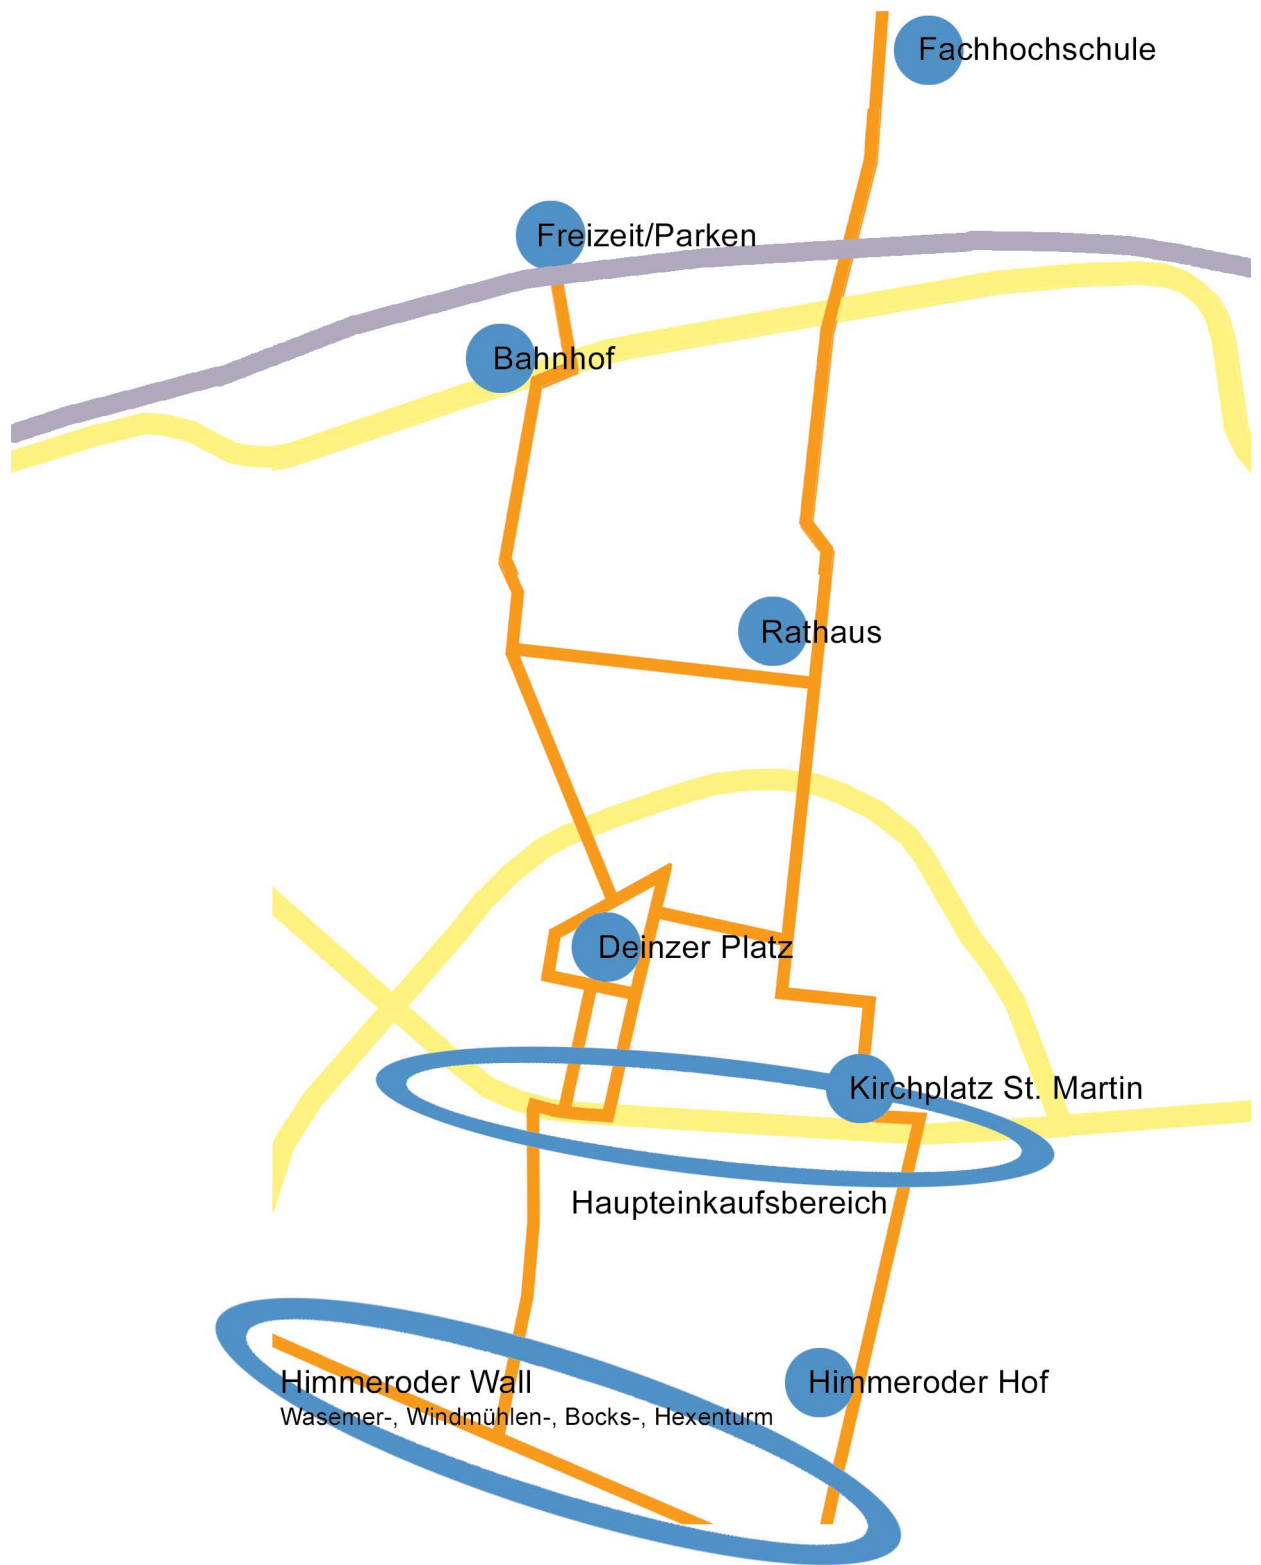 Fachhochschule
Freizeit/Parken
Bahnhof
Rathaus
Deinzer Platz
Kirchplatz St. Martin
Haupteinkaufsbereich
Himmeroder Wall
Himmeroder Hof
Wasemer-, Windmühlen-, Bocks-, Hexenturm